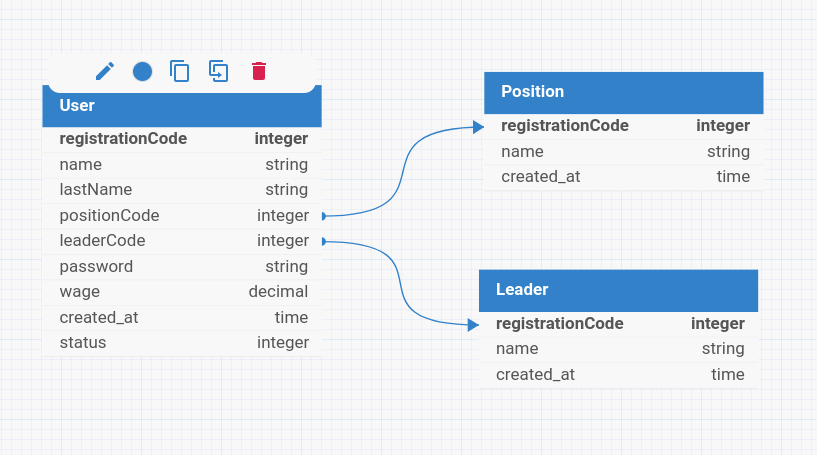 User
registrationCode integer
name string
lastName string
positionCode integer
leaderCode integer
password string
wage decimal
created_at time
status integer
Position
registrationCode integer
name string
created_at time
Leader
registrationCode integer
name string
created_at time